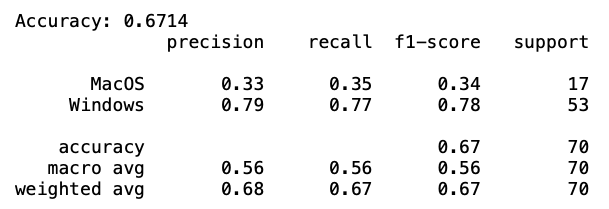 Accuracy: 0.6714
precision recall f1-score support
MacOS 0.33 0.35 0.34 17
Windows 0.79 0.77 0.78 53
accuracy 0.67 70
macro avg 0.56 0.56 0.56 70
weighted avg 0.68 0.67 0.67 70